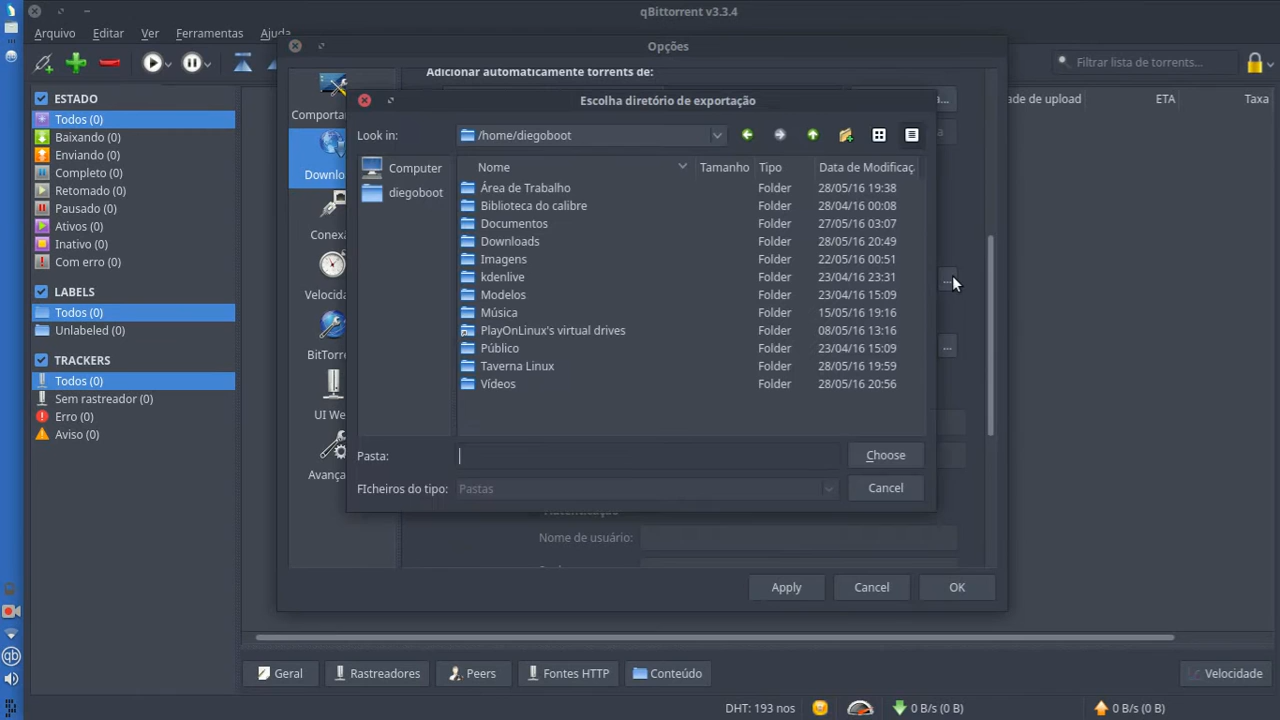 qBittorrent v3.3.4
Arquivo Editar Ver Ferramentas Ajuda
Opções
Filtrar lista de torrents...
Adicionar automaticamente torrents de:
ESTADO
Todos (0)
Baixando (0)
Enviando (0)
Completo (0)
Retomado (0)
Pausado (0)
Ativos (0)
Inativo (0)
Com erro (0)
LABELS
Todos (0)
Unlabeled (0)
TRACKERS
Todos (0)
Sem rastreador (0)
Erro (0)
Aviso (0)
Comport
Downlo
Conex
Velocida
BitTorre
UI We
Avança
Escolha diretório de exportação
Look in: /home/diegoboot
Computer
diegoboot
Nome Tamanho Tipo Data de Modificaç
Área de Trabalho Folder 28/05/16 19:38
Biblioteca do calibre Folder 28/04/16 00:08
Documentos Folder 27/05/16 03:07
Downloads Folder 28/05/16 20:49
Imagens Folder 22/05/16 00:51
kdenlive Folder 23/04/16 23:31
Modelos Folder 23/04/16 15:09
Música Folder 15/05/16 19:16
PlayOnLinux's virtual drives Folder 08/05/16 13:16
Público Folder 23/04/16 15:09
Taverna Linux Folder 28/05/16 19:59
Vídeos Folder 28/05/16 20:56
Pasta: Choose
FIcheiros do tipo: Pastas Cancel
a...
a
...
...
ade de upload ETA Taxa
Nome de usuário:
Apply Cancel OK
Geral Rastreadores Peers Fontes HTTP Conteúdo Velocidade
DHT: 193 nos 0 B/s (0 B) 0 B/s (0 B)